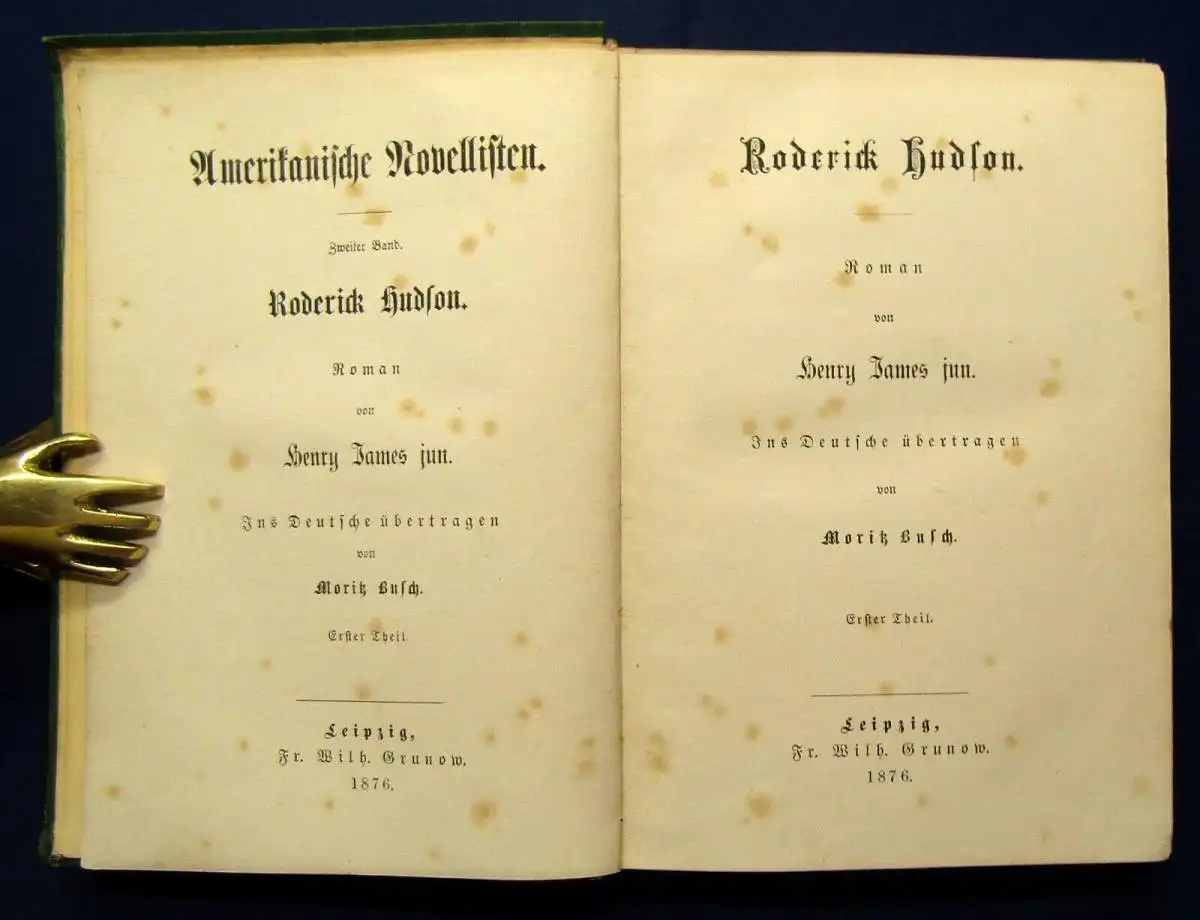 Amerikanische Novellisten.
Zweiter Band.
Roderick Hudson.
Roman
von
Henry James jun.
Ins Deutsche übertragen
von
Moritz Busch.
Erster Theil.
Leipzig,
Fr. Wilh. Grunow.
1876.
Roderick Hudson.
Roman
von
Henry James jun.
Ins Deutsche übertragen
von
Moritz Busch.
Erster Theil.
Leipzig,
Fr. Wilh. Grunow.
1876.